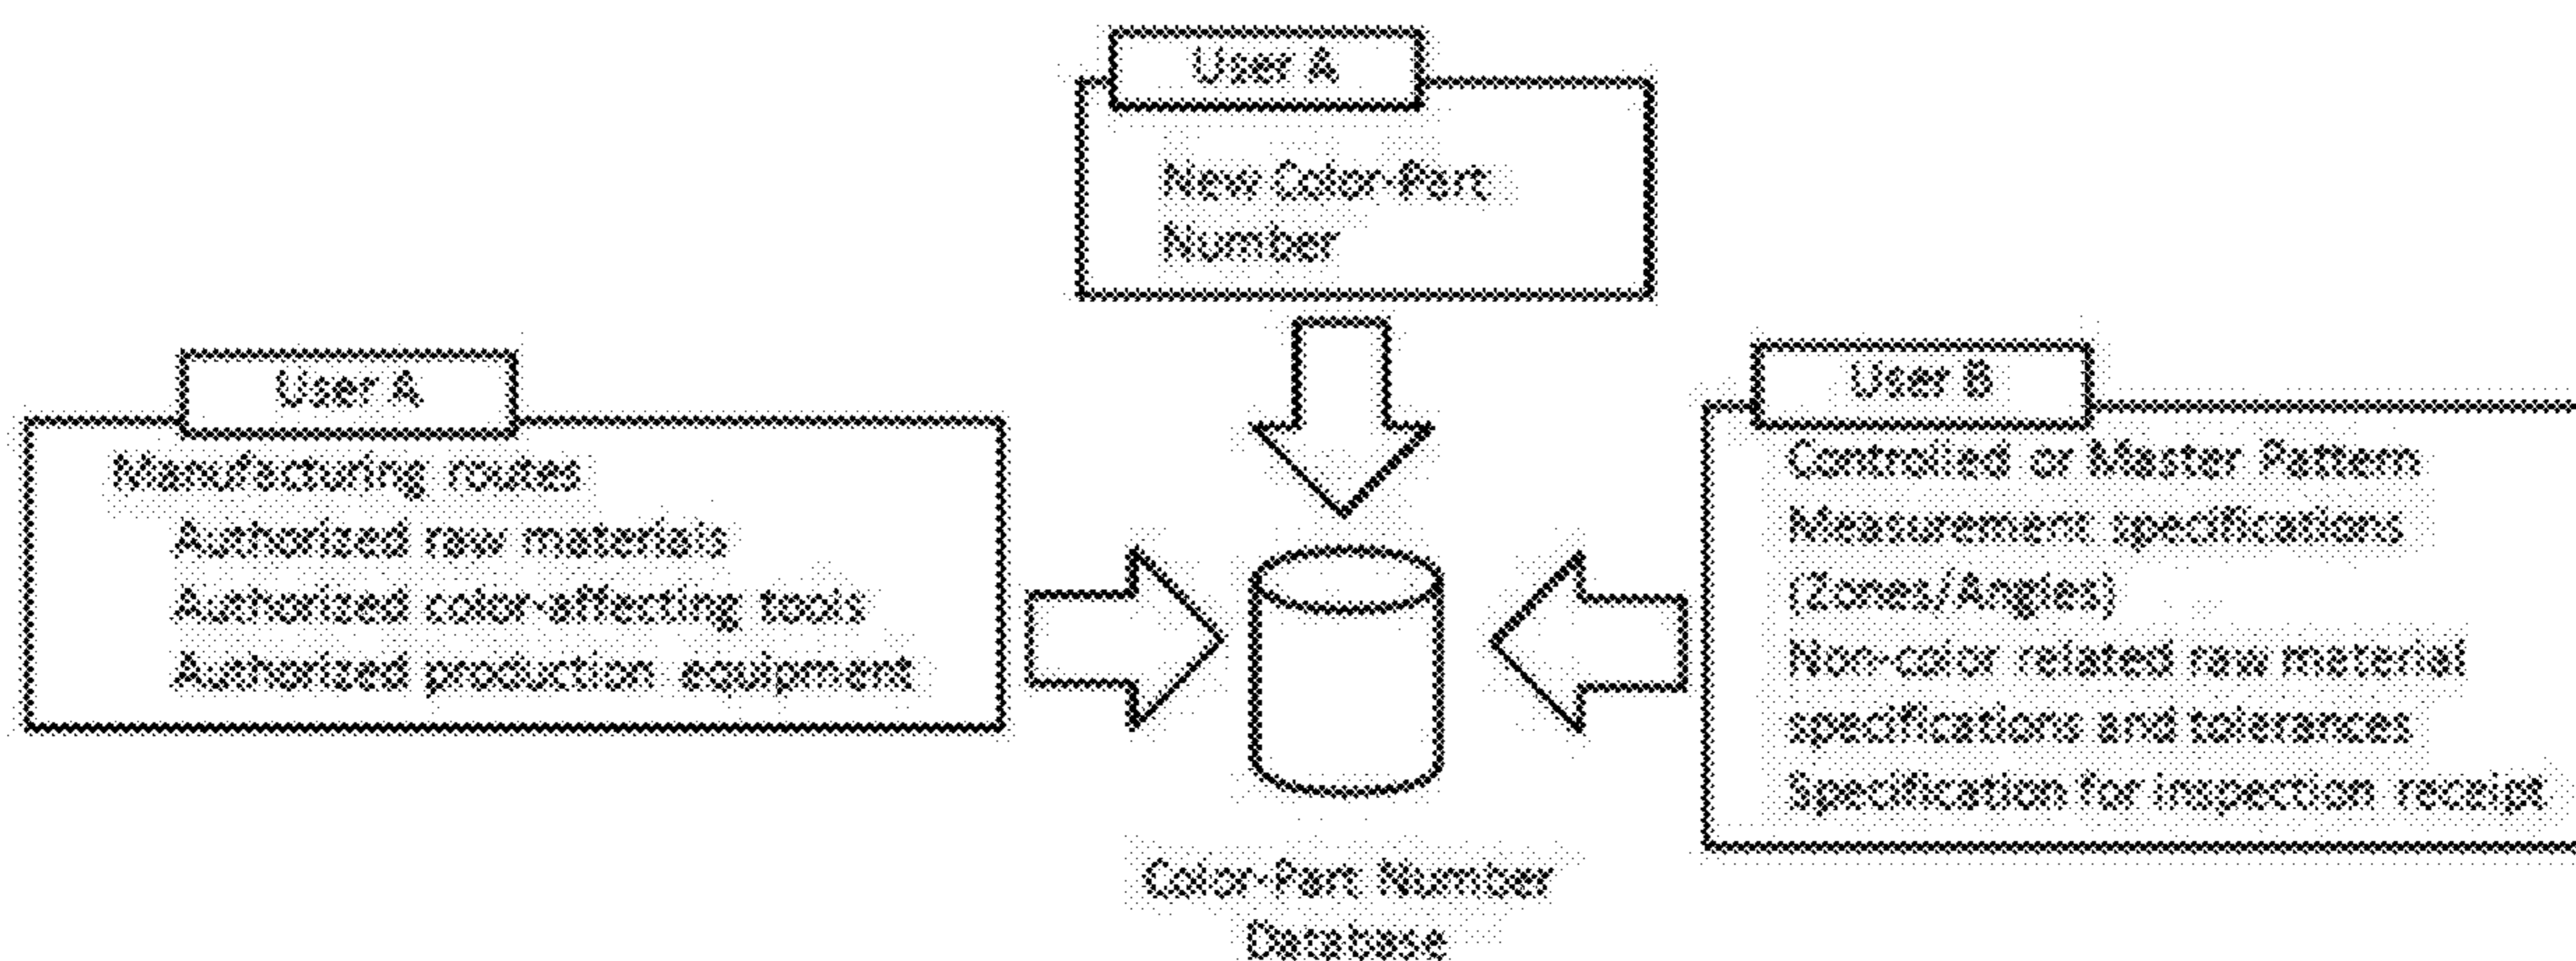 User A
New Color-Part
Number
User A
Manufacturing routes
Authorized raw materials
Authorized color-affecting tools
Authorized production equipment
User B
Controlled or Master Pattern
Measurement specifications
(Zones/Angles)
Non-color related raw material
specifications and tolerances
Specification for inspection receipt
Color-Part Number
Database